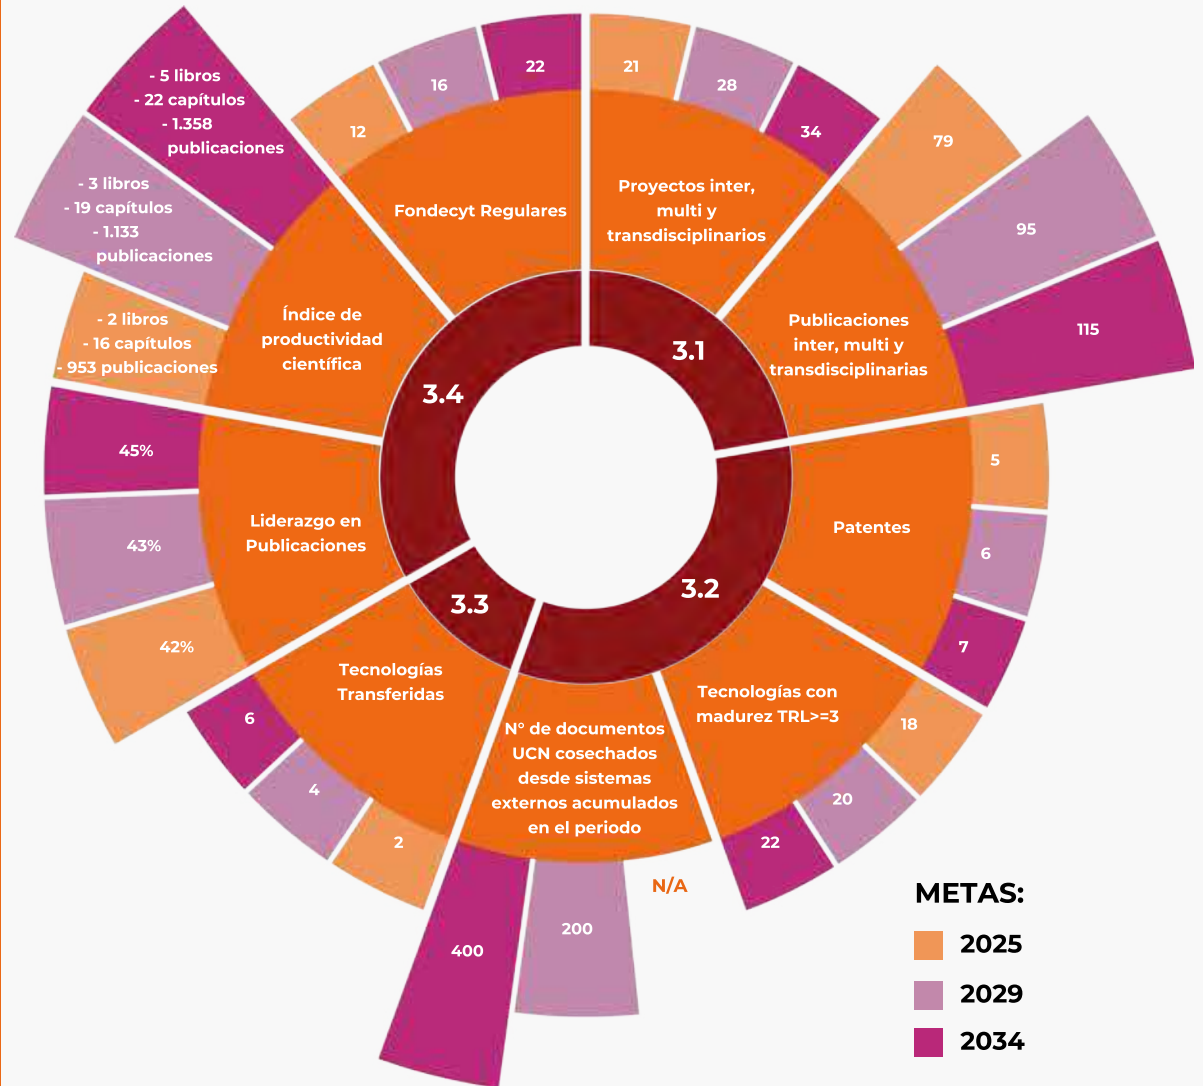 21
28
34
Proyectos inter,
multi y
transdisciplinarios
79
95
115
Publicaciones
inter, multi y
transdisciplinarias
3.1
5
6
7
Patentes
18
20
22
Tecnologías con
madurez TRL>=3
3.2
N/A
200
400
N° de documentos
UCN cosechados
desde sistemas
externos acumulados
en el periodo
2
4
6
Tecnologías
Transferidas
3.3
42%
43%
45%
Liderazgo en
Publicaciones
- 2 libros
- 16 capítulos
- 953 publicaciones
- 3 libros
- 19 capítulos
- 1.133
publicaciones
- 5 libros
- 22 capítulos
- 1.358
publicaciones
Índice de
productividad
científica
3.4
12
16
22
Fondecyt Regulares
METAS:
2025
2029
2034